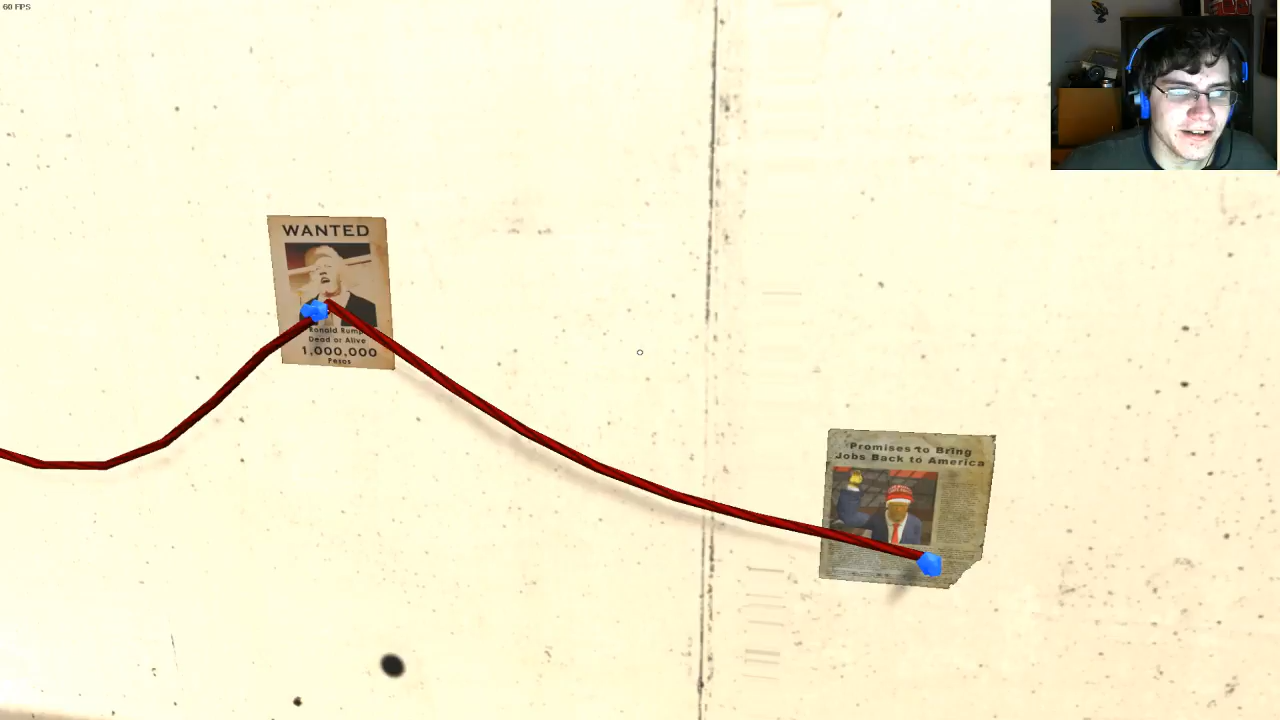 60 FPS
WANTED
Ronald Rump
Dead or Alive
1,000,000
Pesos
Promises to Bring
Jobs Back to America